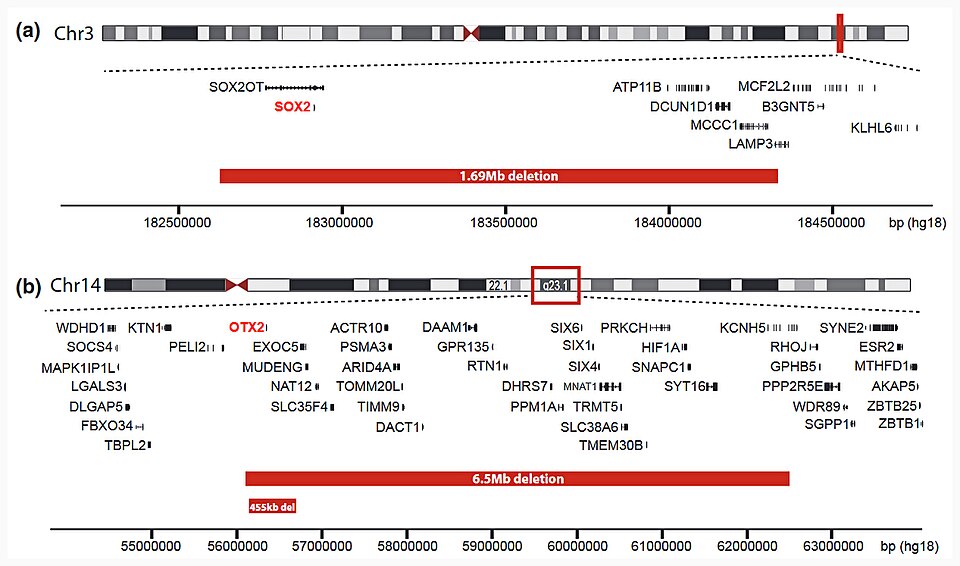 (a) Chr3
SOX2OT ATP11B MCF2L2
SOX2 DCUN1D1 B3GNT5
MCCC1 KLHL6
LAMP3
1.69Mb deletion
182500000 183000000 183500000 184000000 184500000 bp (hg18)
(b) Chr14 22.1 q23.1
WDHD1 KTN1 OTX2 ACTR10 DAAM1 SIX6 PRKCH KCNH5 SYNE2
SOCS4 PELI2 EXOC5 PSMA3 GPR135 SIX1 HIF1A RHOJ ESR2
MAPK1IP1L MUDENG ARID4A RTN1 SIX4 SNAPC1 GPHB5 MTHFD1
LGALS3 NAT12 TOMM20L DHRS7 MNAT1 SYT16 PPP2R5E AKAP5
DLGAP5 SLC35F4 TIMM9 PPM1A TRMT5 WDR89 ZBTB25
FBXO34 DACT1 SLC38A6 SGPP1 ZBTB1
TBPL2 TMEM30B
6.5Mb deletion
455kb del
55000000 56000000 57000000 58000000 59000000 60000000 61000000 62000000 63000000 bp (hg18)